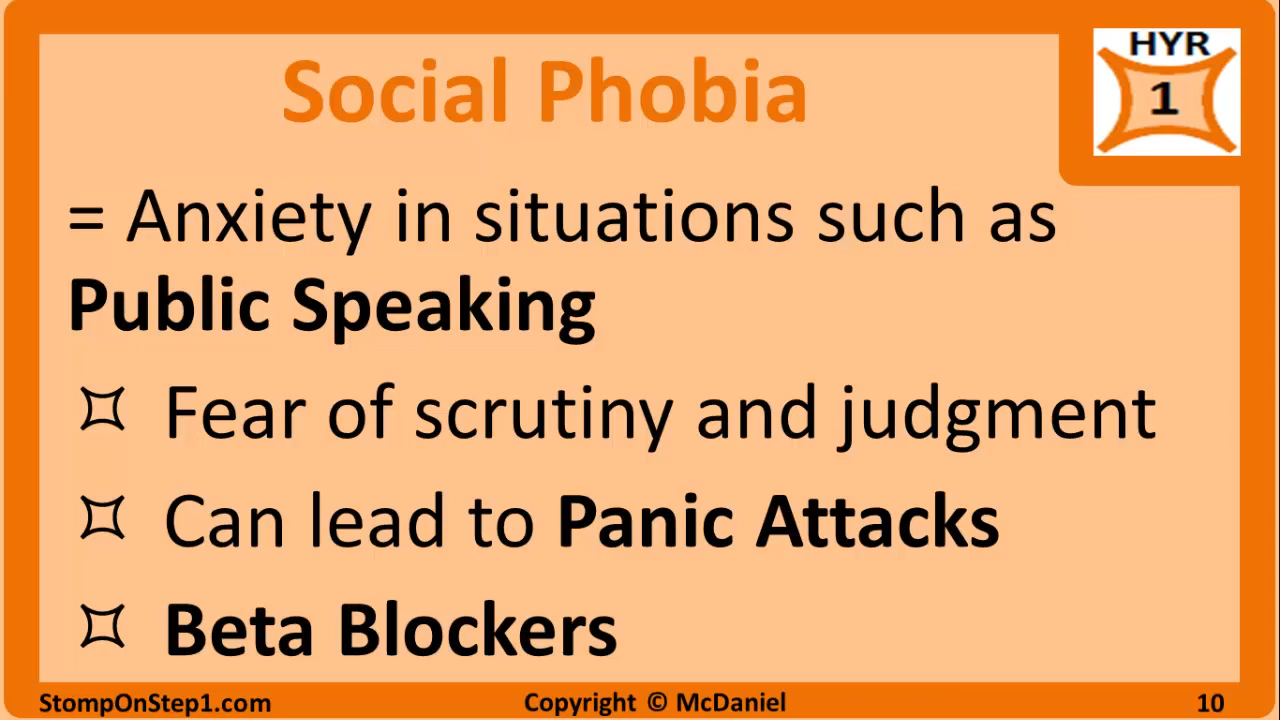 HYR
1
Social Phobia
= Anxiety in situations such as
Public Speaking
Fear of scrutiny and judgment
Can lead to Panic Attacks
Beta Blockers
StompOnStep1.com
Copyright © McDaniel
10